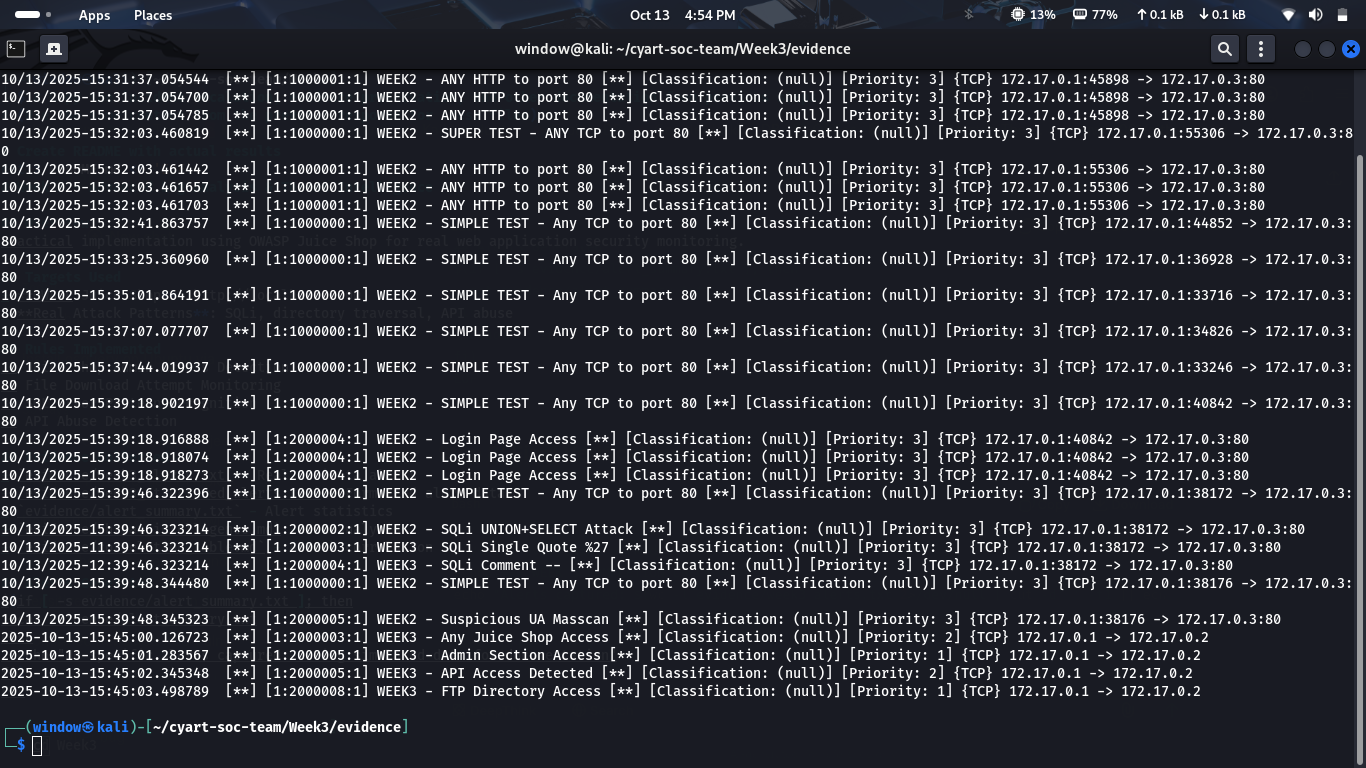 Apps Places Oct 13 4:54 PM 13% 77% 0.1 kB 0.1 kB
window@kali: ~/cyart-soc-team/Week3/evidence
10/13/2025-15:31:37.054544 [**] [1:1000001:1] WEEK2 - ANY HTTP to port 80 [**] [Classification: (null)] [Priority: 3] {TCP} 172.17.0.1:45898 -> 172.17.0.3:80
10/13/2025-15:31:37.054700 [**] [1:1000001:1] WEEK2 - ANY HTTP to port 80 [**] [Classification: (null)] [Priority: 3] {TCP} 172.17.0.1:45898 -> 172.17.0.3:80
10/13/2025-15:31:37.054785 [**] [1:1000001:1] WEEK2 - ANY HTTP to port 80 [**] [Classification: (null)] [Priority: 3] {TCP} 172.17.0.1:45898 -> 172.17.0.3:80
10/13/2025-15:32:03.460819 [**] [1:1000000:1] WEEK2 - SUPER TEST - ANY TCP to port 80 [**] [Classification: (null)] [Priority: 3] {TCP} 172.17.0.1:55306 -> 172.17.0.3:8
0
10/13/2025-15:32:03.461442 [**] [1:1000001:1] WEEK2 - ANY HTTP to port 80 [**] [Classification: (null)] [Priority: 3] {TCP} 172.17.0.1:55306 -> 172.17.0.3:80
10/13/2025-15:32:03.461657 [**] [1:1000001:1] WEEK2 - ANY HTTP to port 80 [**] [Classification: (null)] [Priority: 3] {TCP} 172.17.0.1:55306 -> 172.17.0.3:80
10/13/2025-15:32:03.461703 [**] [1:1000001:1] WEEK2 - ANY HTTP to port 80 [**] [Classification: (null)] [Priority: 3] {TCP} 172.17.0.1:55306 -> 172.17.0.3:80
10/13/2025-15:32:41.863757 [**] [1:1000000:1] WEEK2 - SIMPLE TEST - Any TCP to port 80 [**] [Classification: (null)] [Priority: 3] {TCP} 172.17.0.1:44852 -> 172.17.0.3:
80
10/13/2025-15:33:25.360960 [**] [1:1000000:1] WEEK2 - SIMPLE TEST - Any TCP to port 80 [**] [Classification: (null)] [Priority: 3] {TCP} 172.17.0.1:36928 -> 172.17.0.3:
80
10/13/2025-15:35:01.864191 [**] [1:1000000:1] WEEK2 - SIMPLE TEST - Any TCP to port 80 [**] [Classification: (null)] [Priority: 3] {TCP} 172.17.0.1:33716 -> 172.17.0.3:
80
10/13/2025-15:37:07.077707 [**] [1:1000000:1] WEEK2 - SIMPLE TEST - Any TCP to port 80 [**] [Classification: (null)] [Priority: 3] {TCP} 172.17.0.1:34826 -> 172.17.0.3:
80
10/13/2025-15:37:44.019937 [**] [1:1000000:1] WEEK2 - SIMPLE TEST - Any TCP to port 80 [**] [Classification: (null)] [Priority: 3] {TCP} 172.17.0.1:33246 -> 172.17.0.3:
80
10/13/2025-15:39:18.902197 [**] [1:1000000:1] WEEK2 - SIMPLE TEST - Any TCP to port 80 [**] [Classification: (null)] [Priority: 3] {TCP} 172.17.0.1:40842 -> 172.17.0.3:
80
10/13/2025-15:39:18.916888 [**] [1:2000004:1] WEEK2 - Login Page Access [**] [Classification: (null)] [Priority: 3] {TCP} 172.17.0.1:40842 -> 172.17.0.3:80
10/13/2025-15:39:18.918074 [**] [1:2000004:1] WEEK2 - Login Page Access [**] [Classification: (null)] [Priority: 3] {TCP} 172.17.0.1:40842 -> 172.17.0.3:80
10/13/2025-15:39:18.918273 [**] [1:2000004:1] WEEK2 - Login Page Access [**] [Classification: (null)] [Priority: 3] {TCP} 172.17.0.1:40842 -> 172.17.0.3:80
10/13/2025-15:39:46.322396 [**] [1:1000000:1] WEEK2 - SIMPLE TEST - Any TCP to port 80 [**] [Classification: (null)] [Priority: 3] {TCP} 172.17.0.1:38172 -> 172.17.0.3:
80
10/13/2025-15:39:46.323214 [**] [1:2000002:1] WEEK2 - SQLi UNION+SELECT Attack [**] [Classification: (null)] [Priority: 3] {TCP} 172.17.0.1:38172 -> 172.17.0.3:80
10/13/2025-11:39:46.323214 [**] [1:2000003:1] WEEK3 - SQLi Single Quote %27 [**] [Classification: (null)] [Priority: 3] {TCP} 172.17.0.1:38172 -> 172.17.0.3:80
10/13/2025-12:39:46.323214 [**] [1:2000004:1] WEEK3 - SQLi Comment -- [**] [Classification: (null)] [Priority: 3] {TCP} 172.17.0.1:38172 -> 172.17.0.3:80
10/13/2025-15:39:48.344480 [**] [1:1000000:1] WEEK2 - SIMPLE TEST - Any TCP to port 80 [**] [Classification: (null)] [Priority: 3] {TCP} 172.17.0.1:38176 -> 172.17.0.3:
80
10/13/2025-15:39:48.345323 [**] [1:2000005:1] WEEK2 - Suspicious UA Masscan [**] [Classification: (null)] [Priority: 3] {TCP} 172.17.0.1:38176 -> 172.17.0.3:80
2025-10-13-15:45:00.126723 [**] [1:2000003:1] WEEK3 - Any Juice Shop Access [**] [Classification: (null)] [Priority: 2] {TCP} 172.17.0.1 -> 172.17.0.2
2025-10-13-15:45:01.283567 [**] [1:2000005:1] WEEK3 - Admin Section Access [**] [Classification: (null)] [Priority: 1] {TCP} 172.17.0.1 -> 172.17.0.2
2025-10-13-15:45:02.345348 [**] [1:2000005:1] WEEK3 - API Access Detected [**] [Classification: (null)] [Priority: 2] {TCP} 172.17.0.1 -> 172.17.0.2
2025-10-13-15:45:03.498789 [**] [1:2000008:1] WEEK3 - FTP Directory Access [**] [Classification: (null)] [Priority: 1] {TCP} 172.17.0.1 -> 172.17.0.2
(window㉿kali)-[~/cyart-soc-team/Week3/evidence]
$